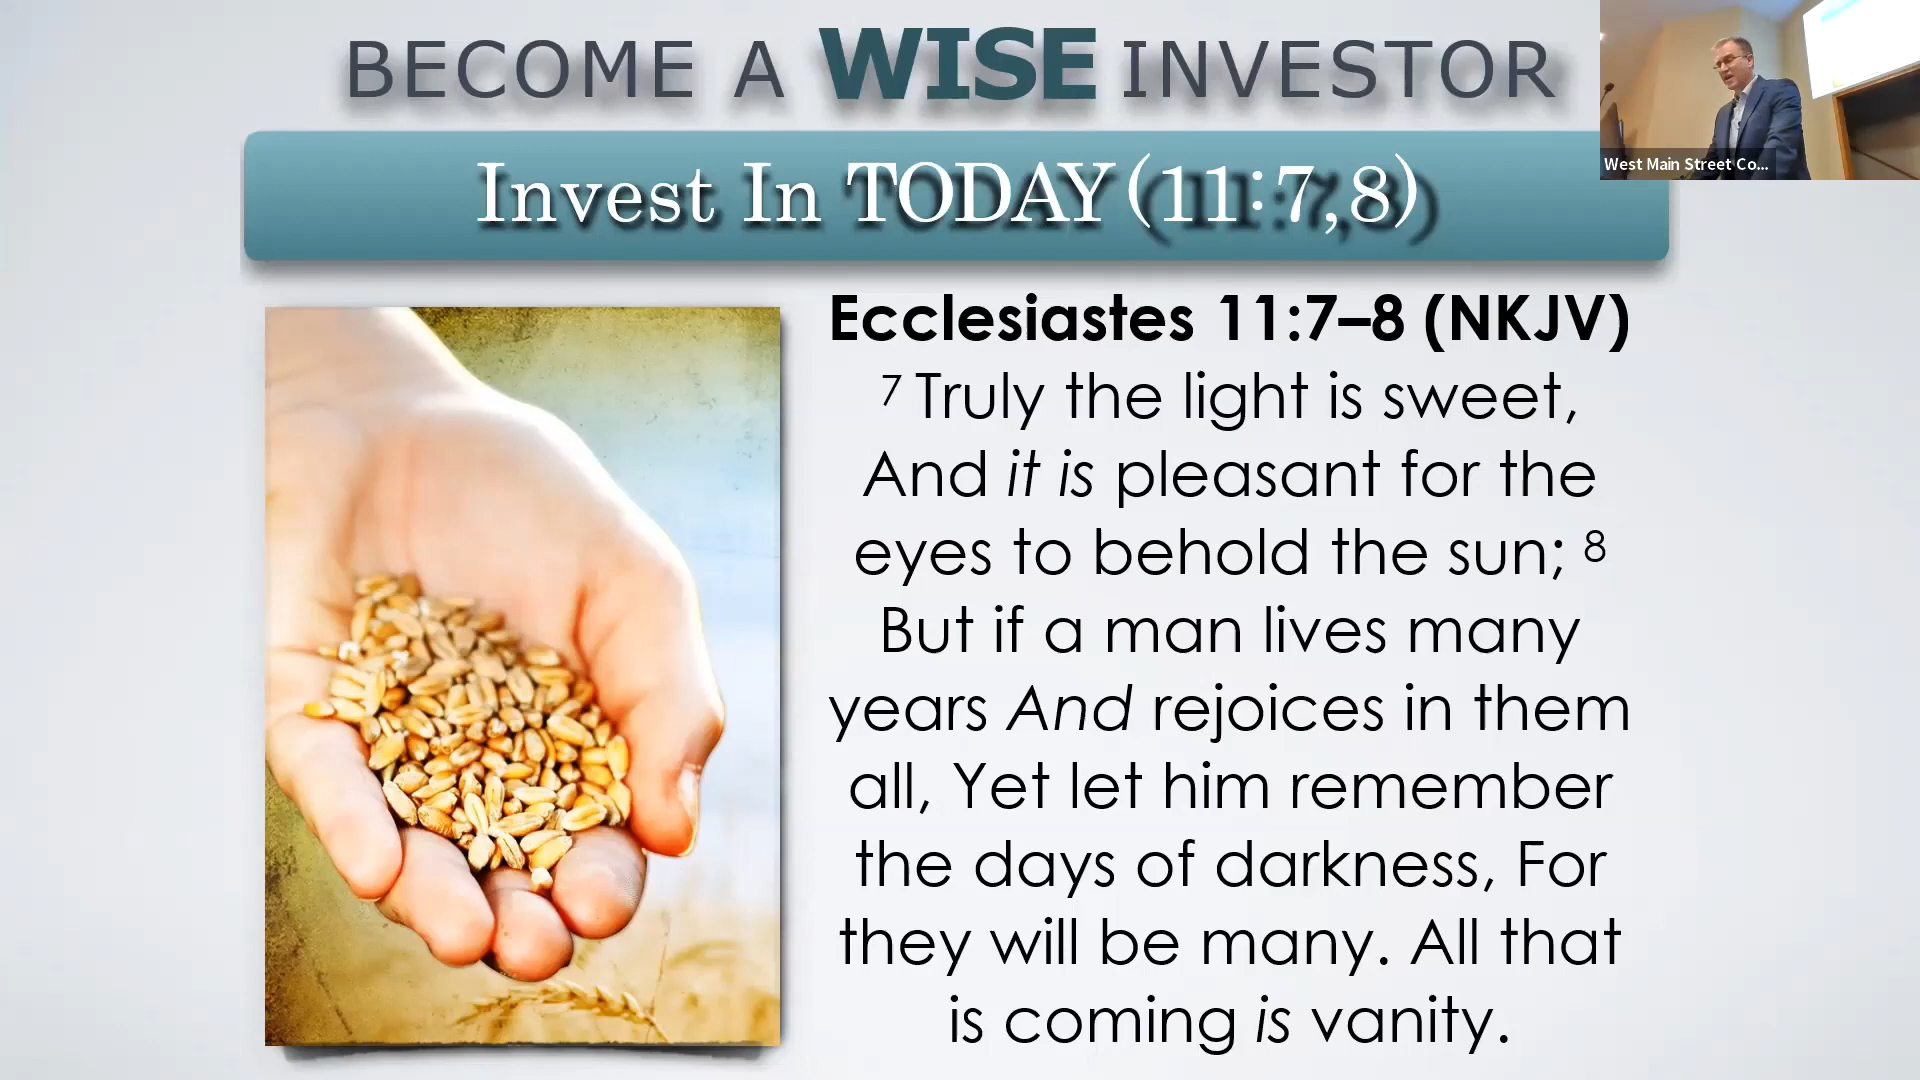 BECOME A WISE INVESTOR
Invest In TODAY (11:7,8)
West Main Street Co...
Ecclesiastes 11:7–8 (NKJV)
7 Truly the light is sweet,
And it is pleasant for the
eyes to behold the sun; 8
But if a man lives many
years And rejoices in them
all, Yet let him remember
the days of darkness, For
they will be many. All that
is coming is vanity.